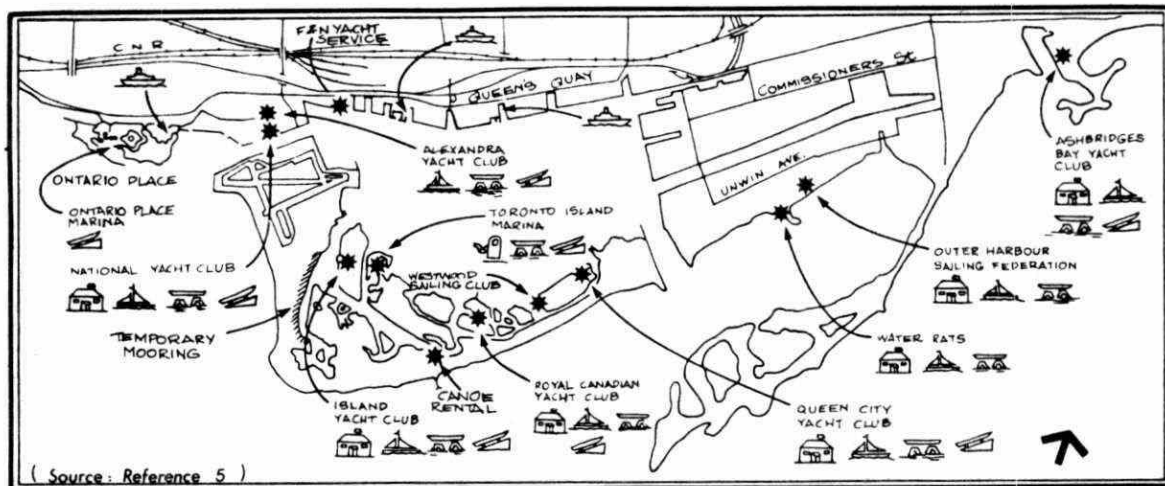 C N R
F&N YACHT
SERVICE
QUEEN'S QUAY
COMMISSIONERS St
UNWIN AVE.
ALEXANDRA
YACHT CLUB
ASHBRIDGES
BAY YACHT
CLUB
ONTARIO PLACE
ONTARIO PLACE
MARINA
TORONTO ISLAND
MARINA
NATIONAL YACHT CLUB
WESTWOOD
SAILING CLUB
OUTER HARBOUR
SAILING FEDERATION
TEMPORARY
MOORING
WATER RATS
ISLAND
YACHT CLUB
CANOE
RENTAL
ROYAL CANADIAN
YACHT CLUB
QUEEN CITY
YACHT CLUB
( Source: Reference 5 )